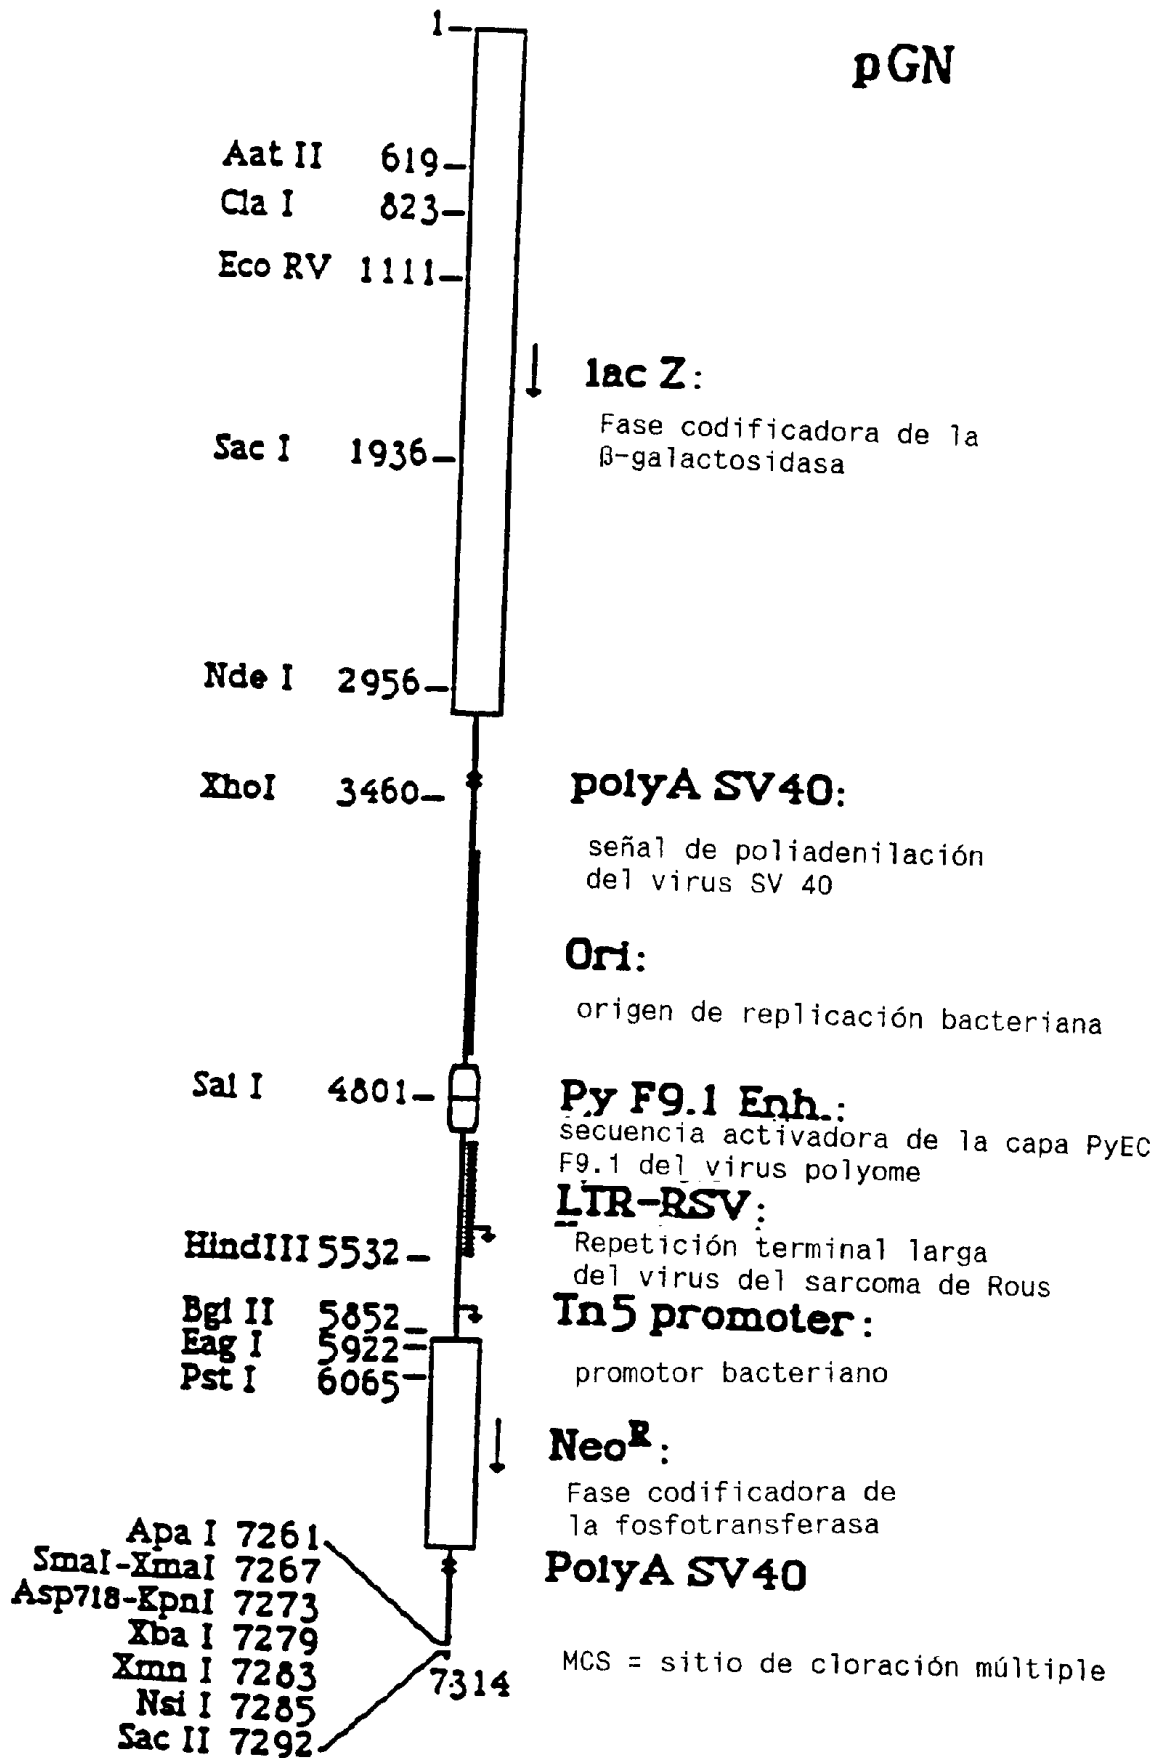 pGN
1
Aat II 619
Cla I 823
Eco RV 1111
lac Z:
Fase codificadora de la
β-galactosidasa
Sac I 1936
Nde I 2956
XhoI 3460
polyA SV40:
señal de poliadenilación
del virus SV 40
Ori:
origen de replicación bacteriana
Sal I 4801
Py F9.1 Enh.:
secuencia activadora de la capa PyEC
F9.1 del virus polyome
LTR-RSV:
Repetición terminal larga
del virus del sarcoma de Rous
HindIII 5532
Bgl II 5852
Eag I 5922
Pst I 6065
Tn5 promoter:
promotor bacteriano
Neo^R:
Fase codificadora de
la fosfotransferasa
PolyA SV40
Apa I 7261
SmaI-XmaI 7267
Asp718-KpnI 7273
Xba I 7279
Xmn I 7283
Nsi I 7285
Sac II 7292
7314
MCS = sitio de cloración múltiple